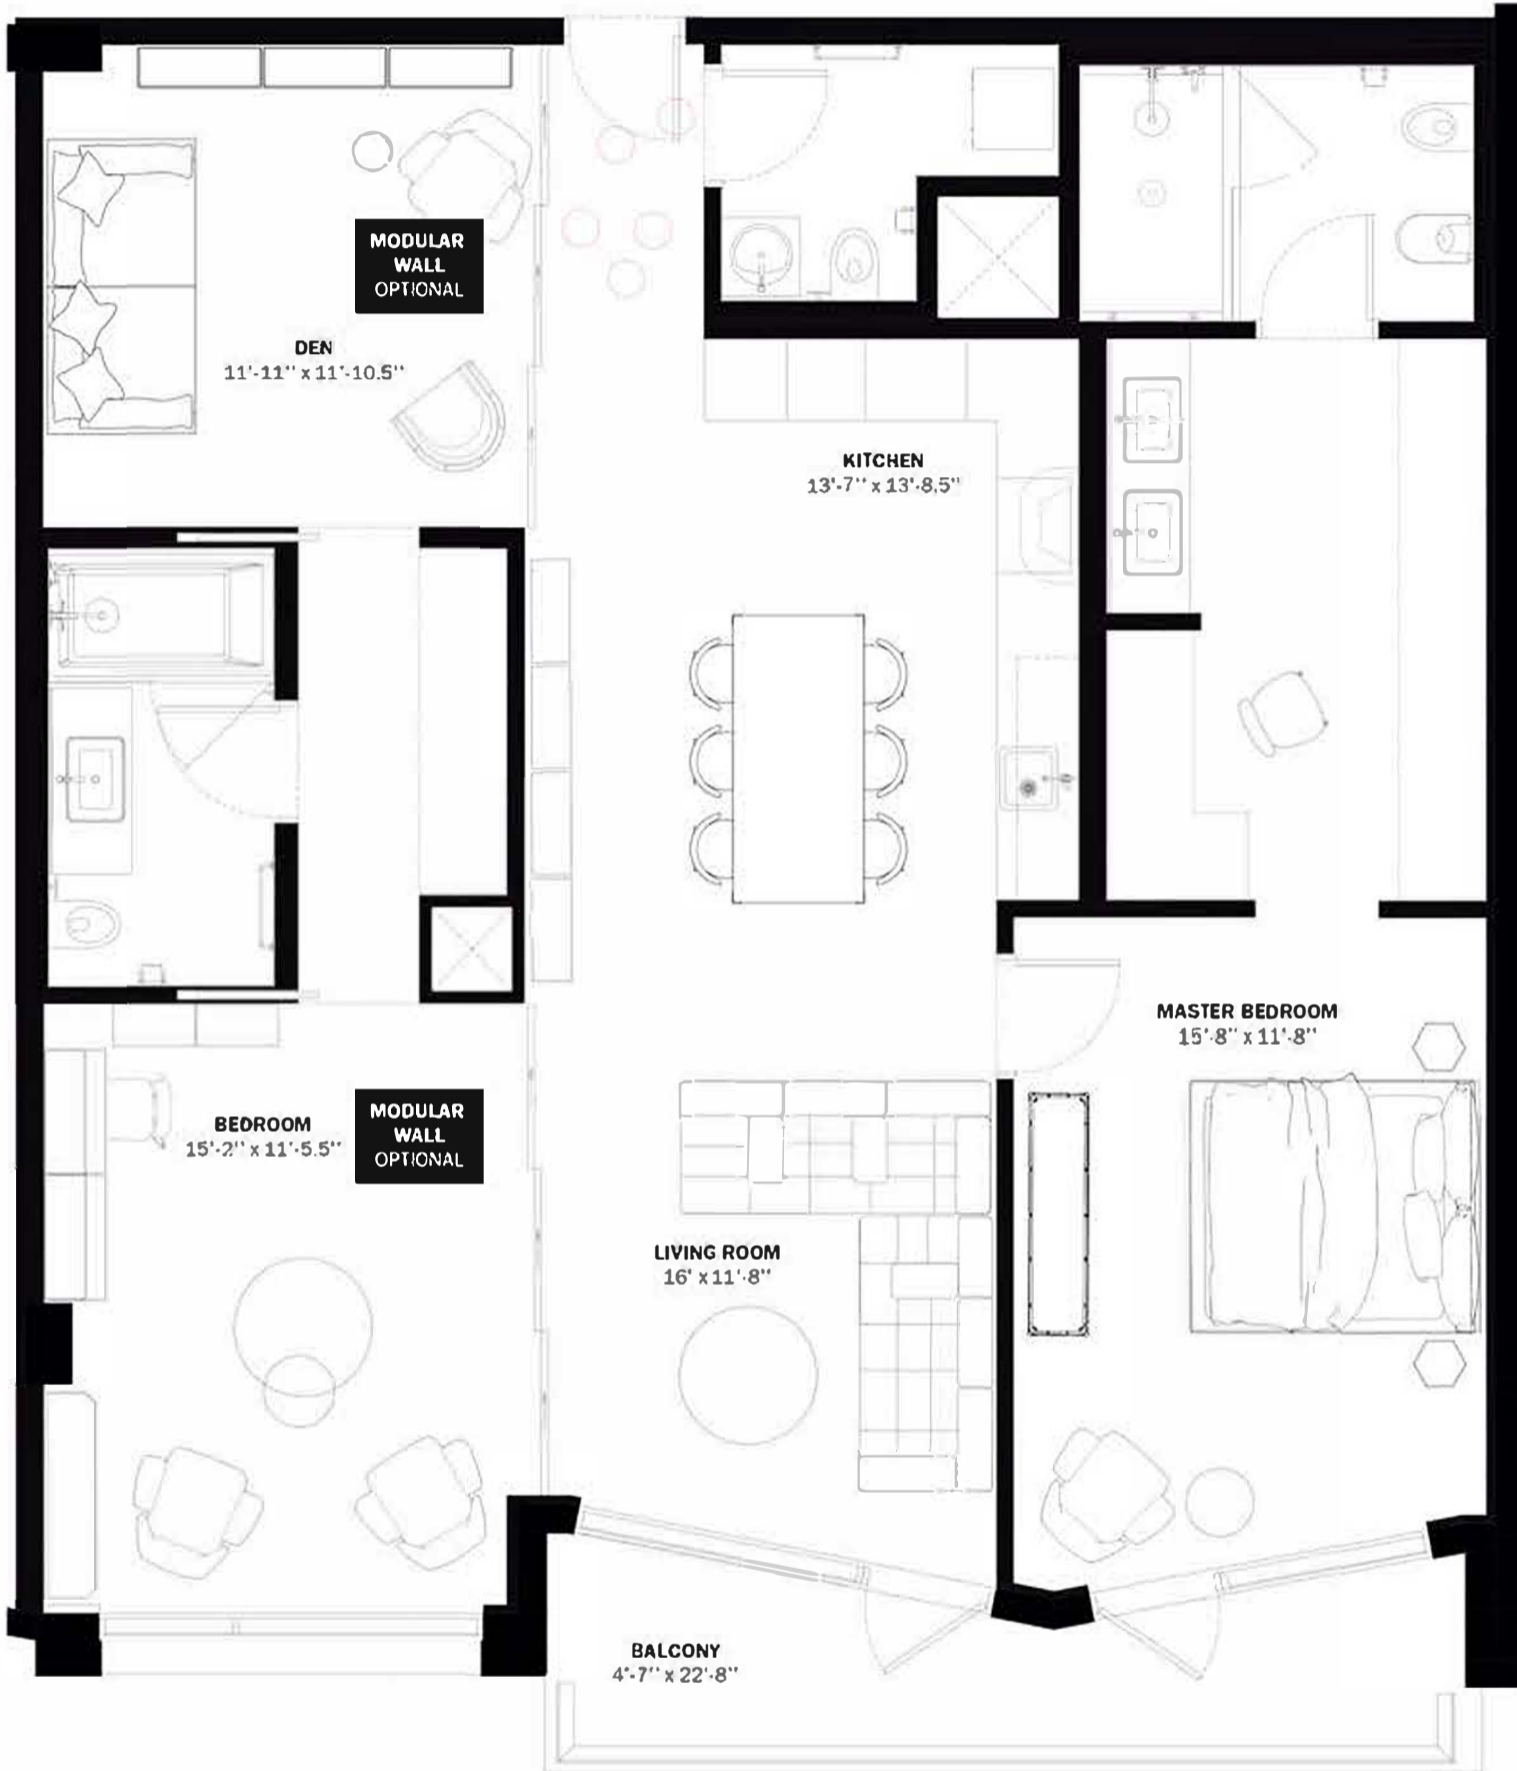 MODULAR
WALL
OPTIONAL
DEN
11'-11" x 11'-10.5"
KITCHEN
13'-7" x 13'-8.5"
MASTER BEDROOM
15'-8" x 11'-8"
BEDROOM
15'-2" x 11'-5.5"
MODULAR
WALL
OPTIONAL
LIVING ROOM
16' x 11'-8"
BALCONY
4'-7" x 22'-8"